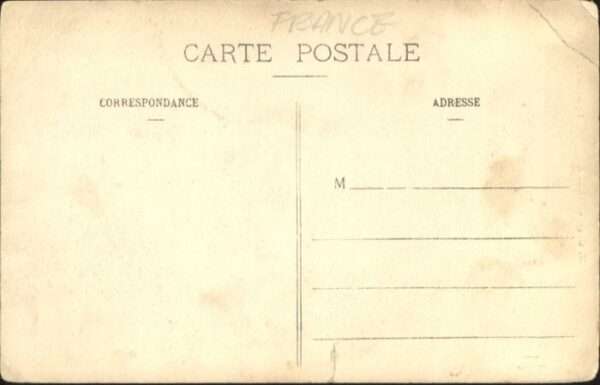 FRANCE
CARTE POSTALE
CORRESPONDANCE
ADRESSE
M